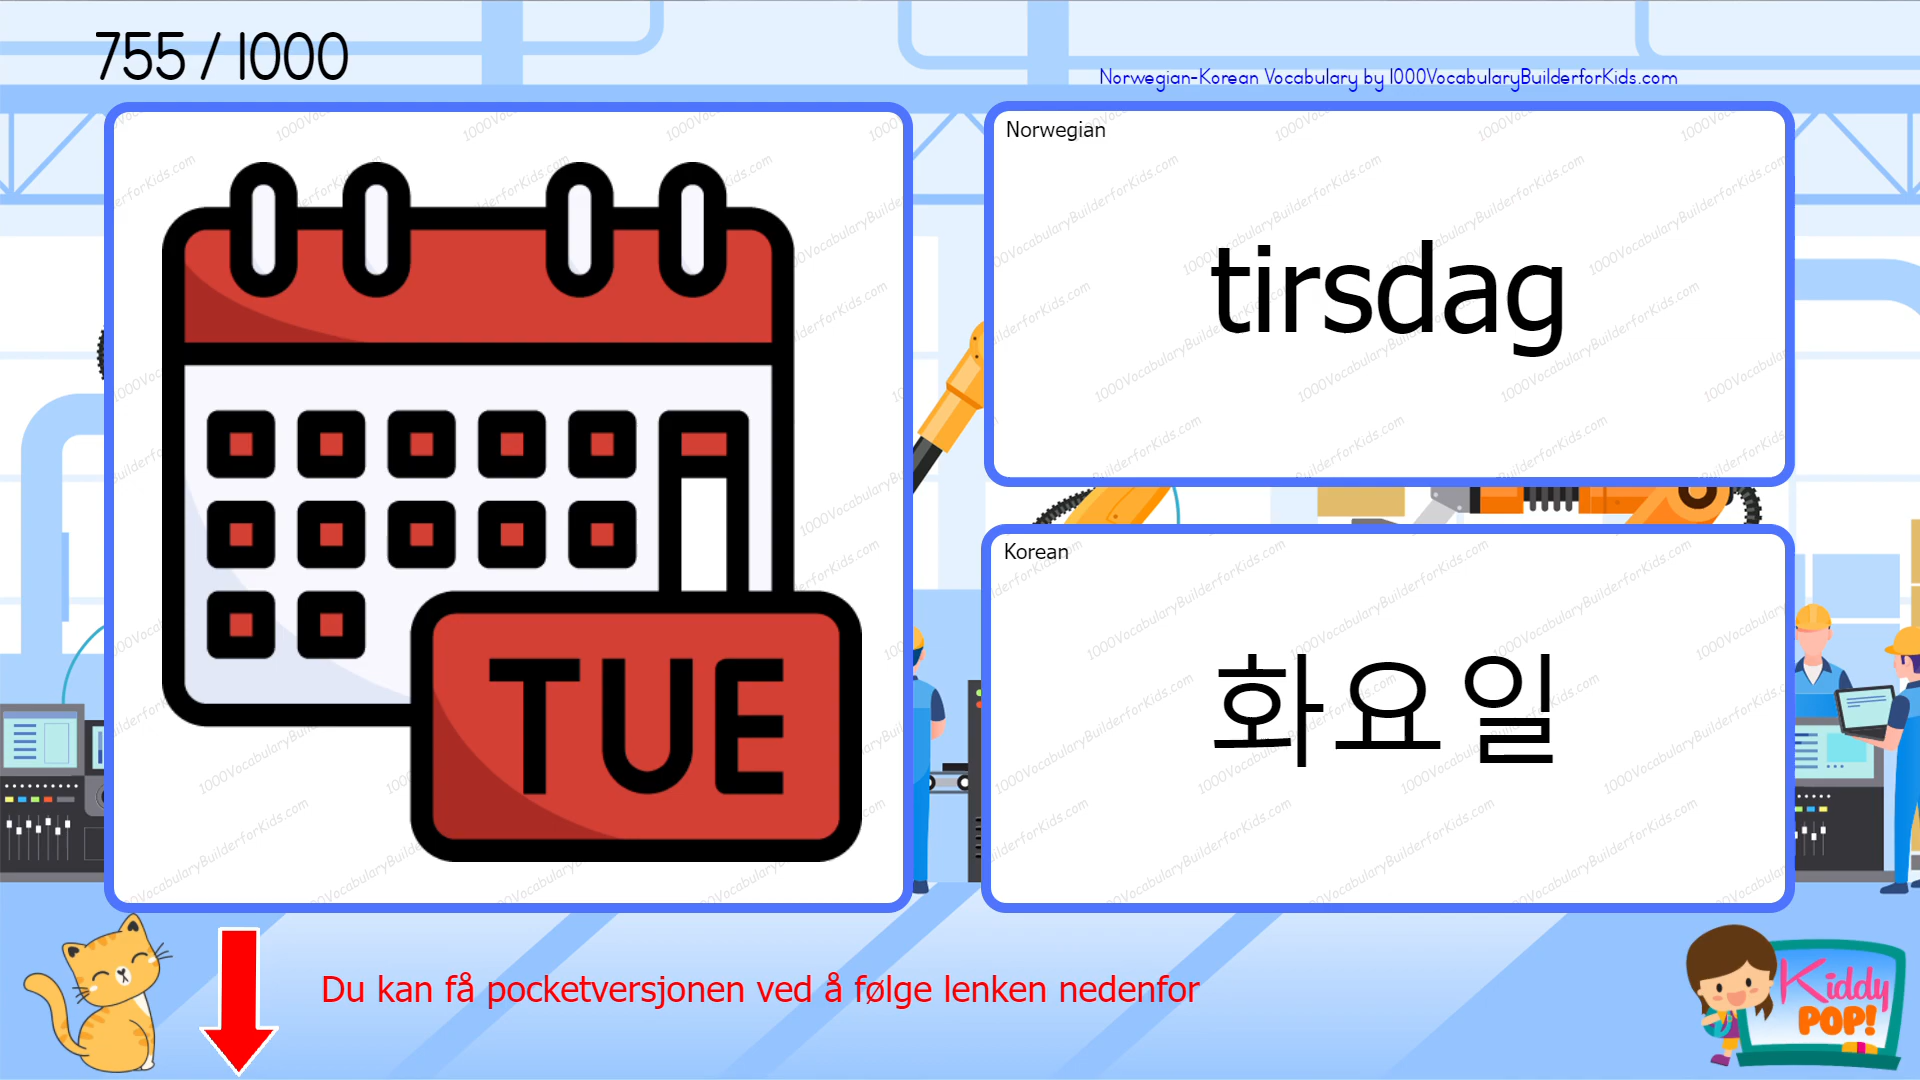 755 / 1000
Norwegian-Korean Vocabulary by 1000VocabularyBuilderforKids.com
Norwegian
tirsdag
TUE
Korean
화요일
Du kan få pocketversjonen ved å følge lenken nedenfor
Kiddy
POP!